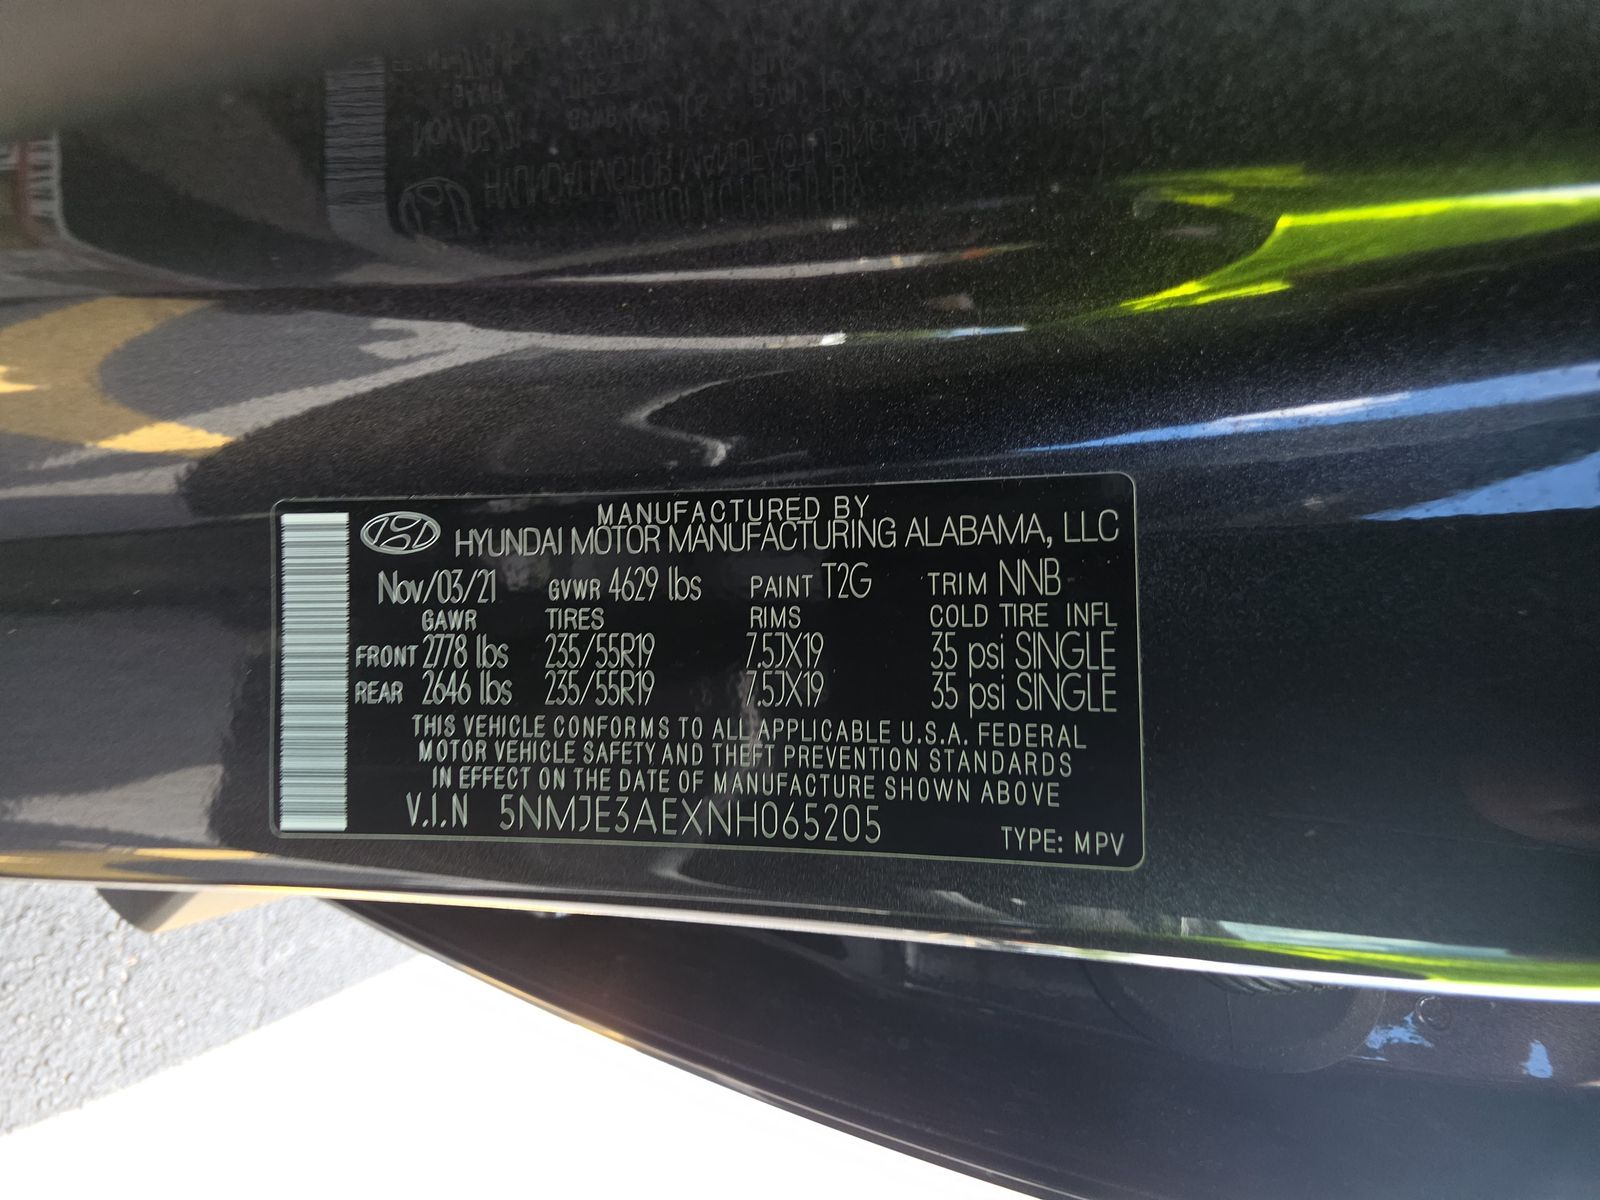 MANUFACTURED BY
HYUNDAI MOTOR MANUFACTURING ALABAMA, LLC
Nov/03/21 GVWR 4629 lbs PAINT T2G TRIM NNB
GAWR TIRES RIMS COLD TIRE INFL
FRONT 2778 lbs 235/55R19 7.5JX19 35 psi SINGLE
REAR 2646 lbs 235/55R19 7.5JX19 35 psi SINGLE
THIS VEHICLE CONFORMS TO ALL APPLICABLE U.S.A. FEDERAL
MOTOR VEHICLE SAFETY AND THEFT PREVENTION STANDARDS
IN EFFECT ON THE DATE OF MANUFACTURE SHOWN ABOVE
V.I.N 5NMJE3AEXNH065205
TYPE: MPV